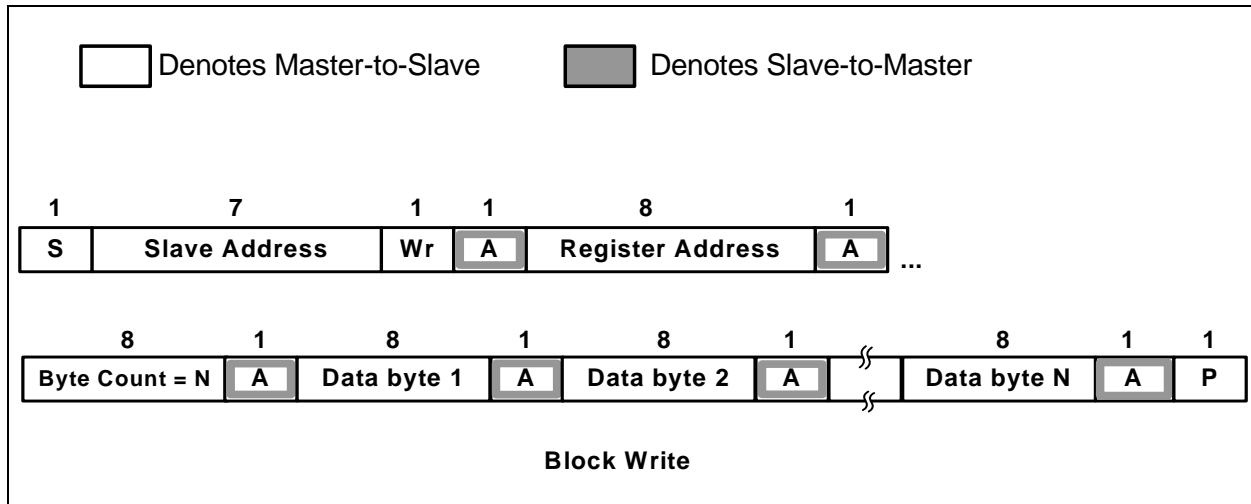 Denotes Master-to-Slave Denotes Slave-to-Master
1 7 1 1 8 1
S Slave Address Wr A Register Address A ...
8 1 8 1 8 1 8 1 1
Byte Count = N A Data byte 1 A Data byte 2 A Data byte N A P
Block Write